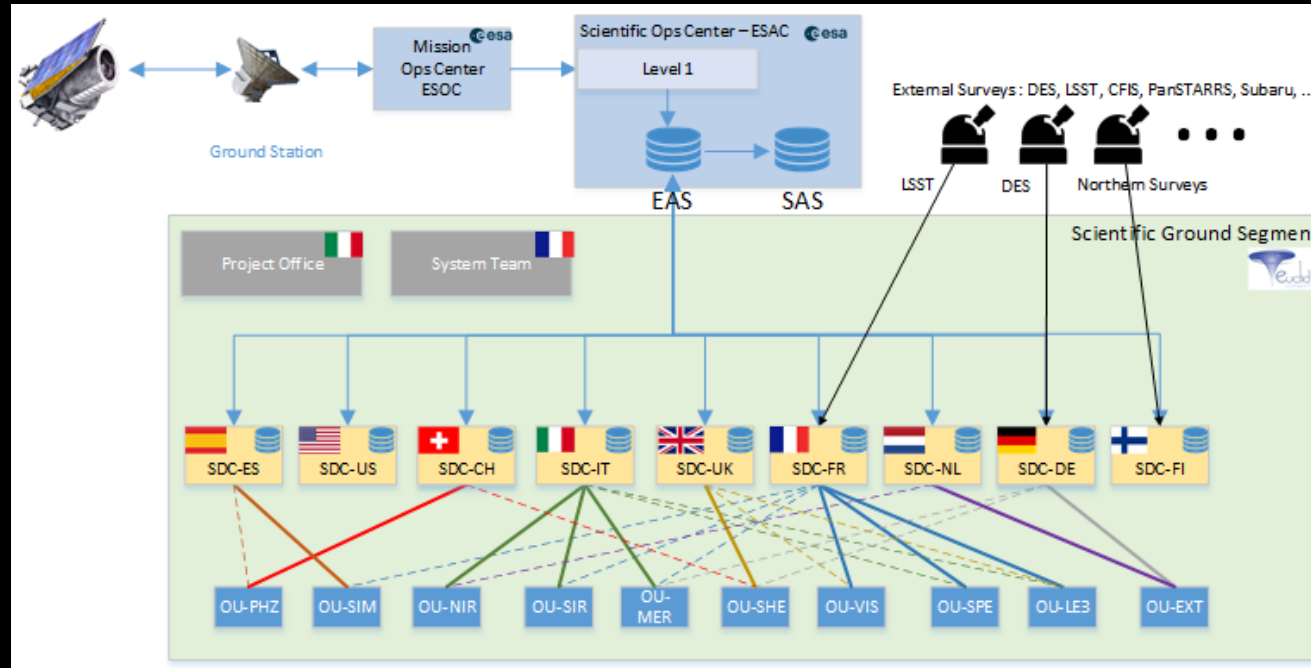 Mission
Ops Center
ESOC
esa
Scientific Ops Center – ESAC
esa
Level 1
External Surveys : DES, LSST, CFIS, PanSTARRS, Subaru, ..
Ground Station
LSST
DES
Northern Surveys
EAS
SAS
Scientific Ground Segmen
Project Office
System Team
SDC-ES
SDC-US
SDC-CH
SDC-IT
SDC-UK
SDC-FR
SDC-NL
SDC-DE
SDC-FI
OU-PHZ
OU-SIM
OU-NIR
OU-SIR
OU-
MER
OU-SHE
OU-VIS
OU-SPE
OU-LE3
OU-EXT